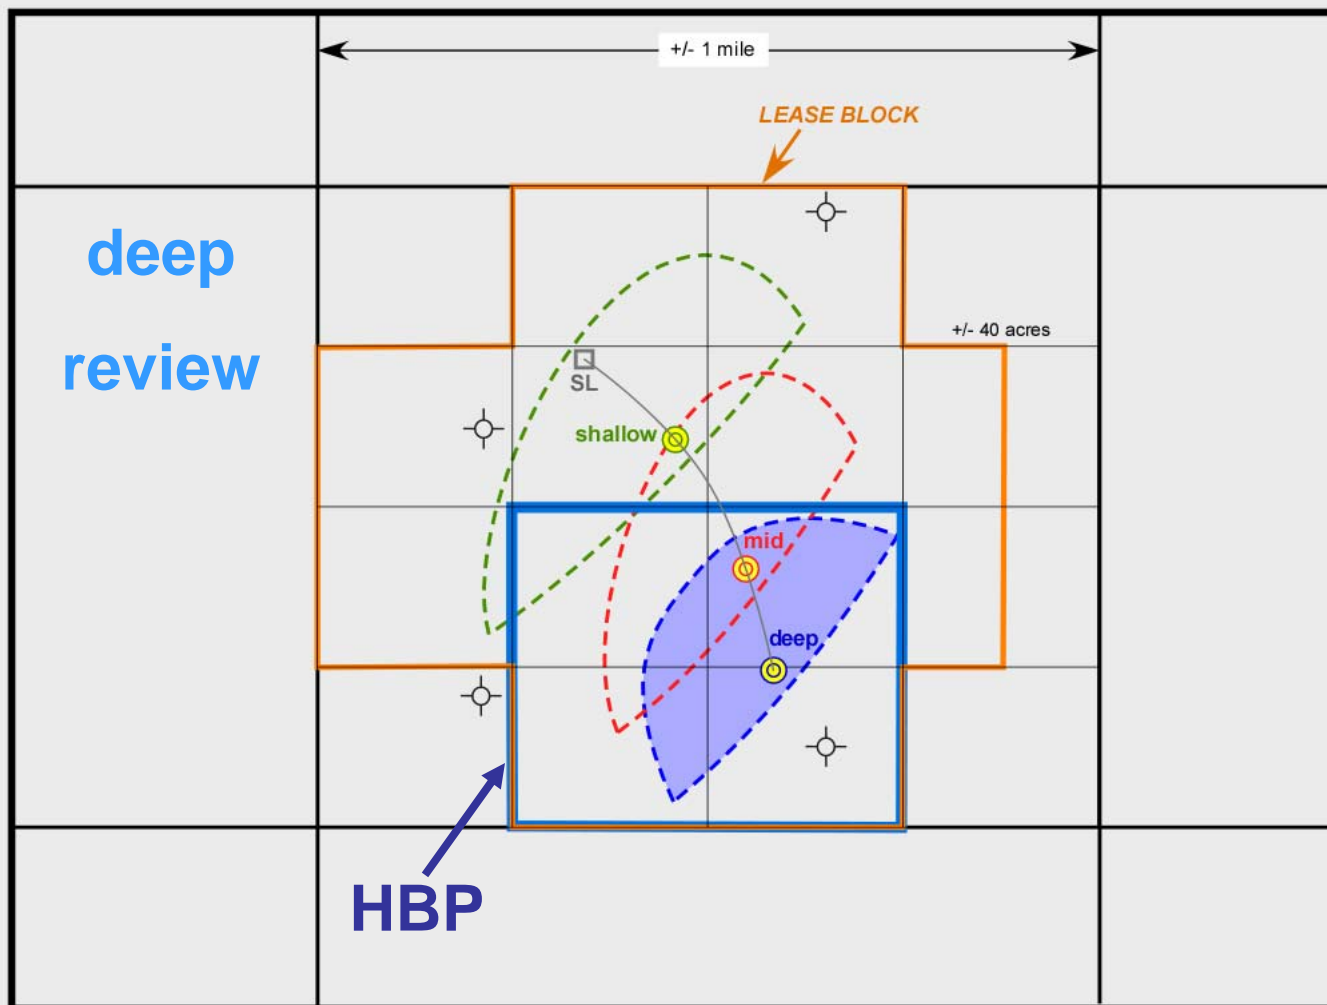 +/- 1 mile
LEASE BLOCK
deep
review
+/- 40 acres
SL
shallow
mid
deep
HBP